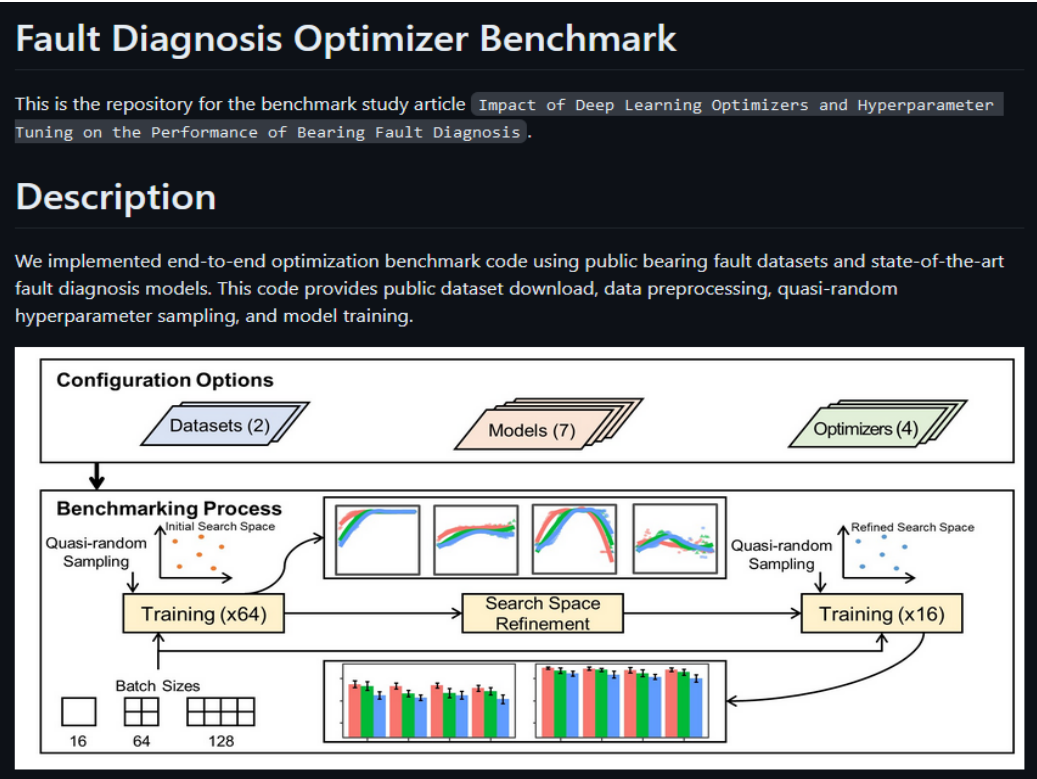 Fault Diagnosis Optimizer Benchmark
This is the repository for the benchmark study article Impact of Deep Learning Optimizers and Hyperparameter
Tuning on the Performance of Bearing Fault Diagnosis.
Description
We implemented end-to-end optimization benchmark code using public bearing fault datasets and state-of-the-art
fault diagnosis models. This code provides public dataset download, data preprocessing, quasi-random
hyperparameter sampling, and model training.
Configuration Options
Datasets (2)
Models (7)
Optimizers (4)
Benchmarking Process
Initial Search Space
Quasi-random
Sampling
Training (x64)
Search Space
Refinement
Refined Search Space
Quasi-random
Sampling
Training (x16)
Batch Sizes
16
64
128